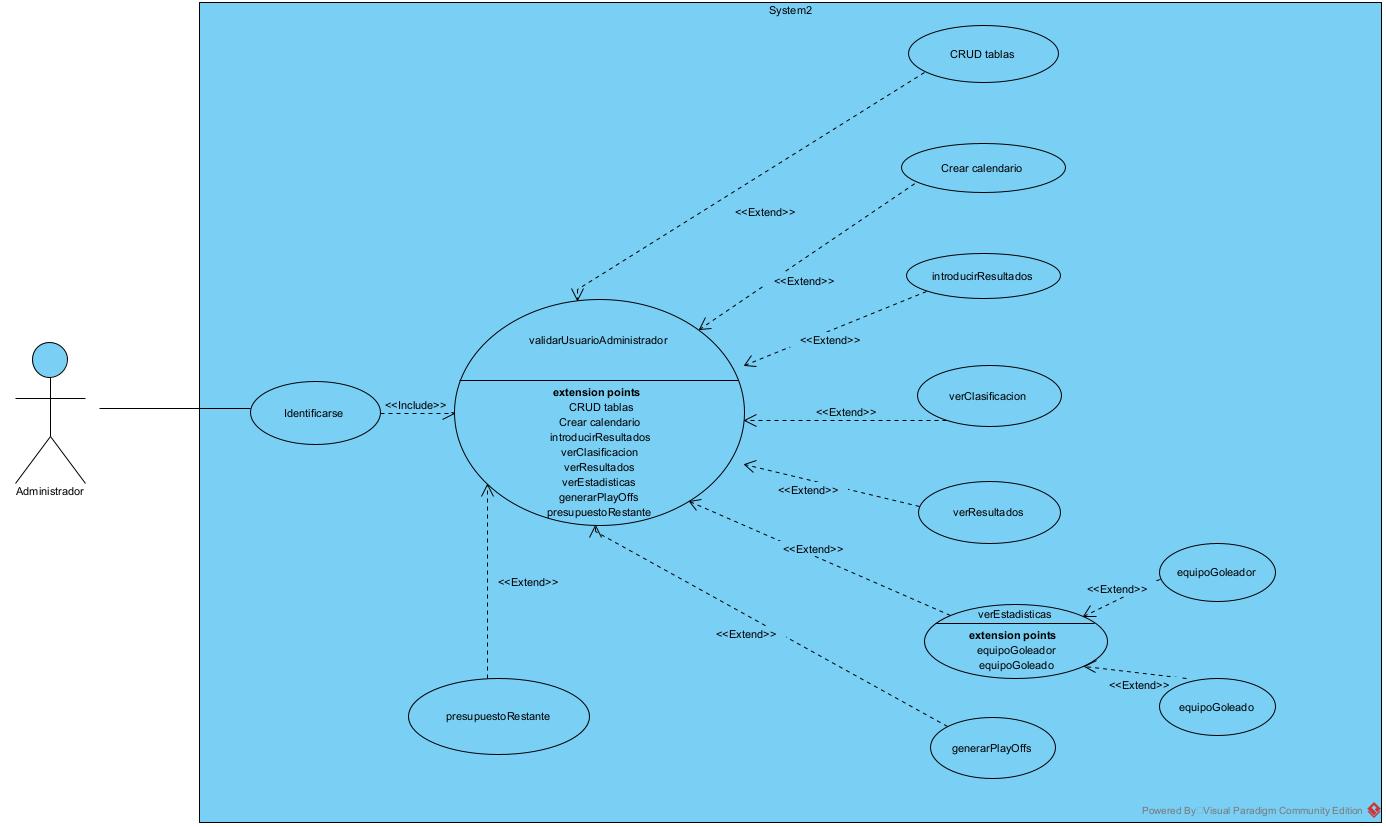 System2
CRUD tablas
Crear calendario
<<Extend>>
introducirResultados
<<Extend>>
<<Extend>>
validarUsuarioAdministrador
extension points
CRUD tablas
Crear calendario
introducirResultados
verClasificacion
verResultados
verEstadisticas
generarPlayOffs
presupuestoRestante
verClasificacion
<<Include>>
Identificarse
<<Extend>>
Administrador
<<Extend>>
verResultados
<<Extend>>
equipoGoleador
<<Extend>>
<<Extend>>
verEstadisticas
extension points
equipoGoleador
equipoGoleado
<<Extend>>
<<Extend>>
equipoGoleado
presupuestoRestante
generarPlayOffs
Powered By Visual Paradigm Community Edition